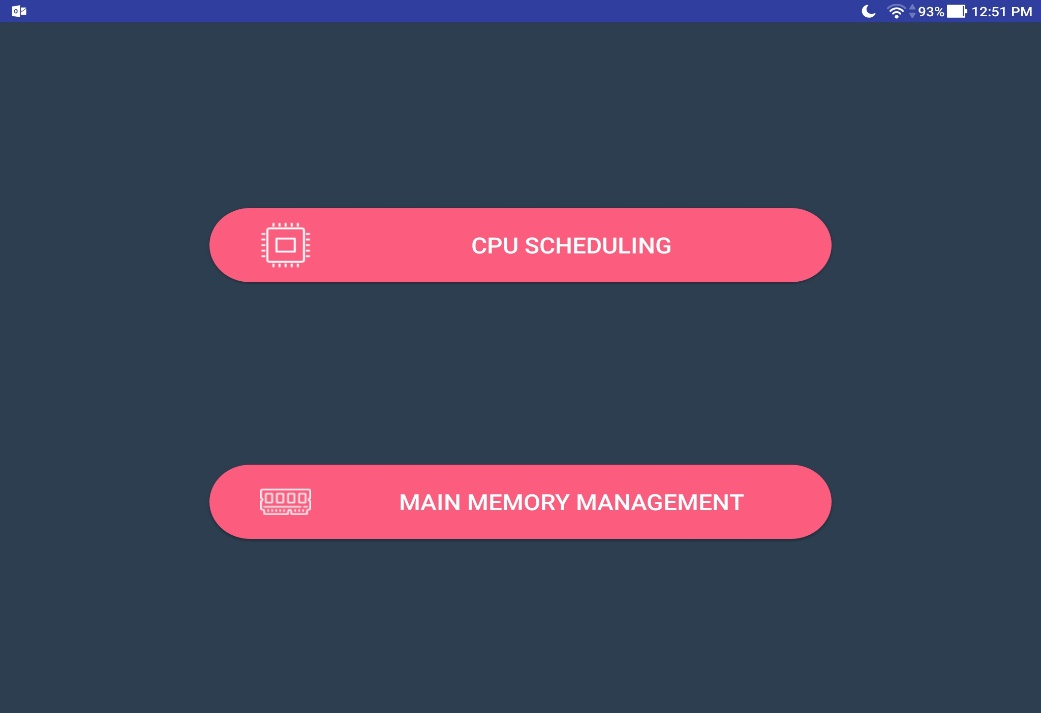 93% 12:51 PM
CPU SCHEDULING
MAIN MEMORY MANAGEMENT